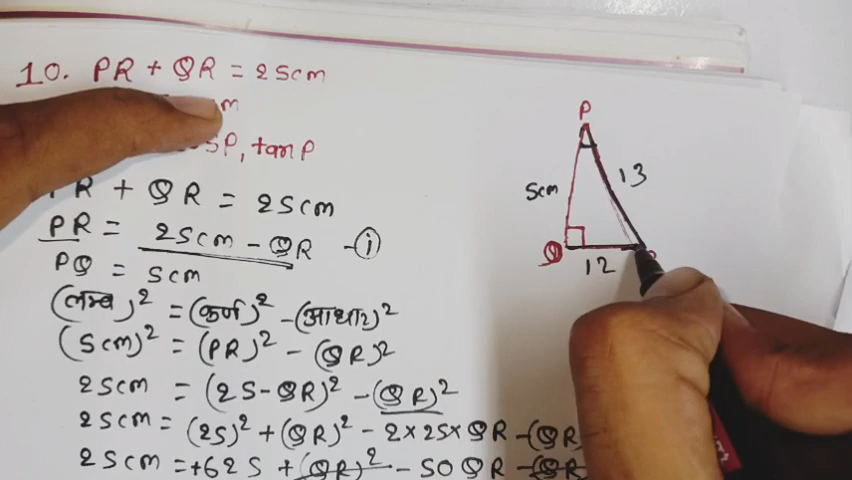 10. PR + QR = 25cm
m
P, tanP
PR + QR = 25cm
PR = 25cm - QR -(i)
PQ = 5cm
(लम्ब)² = (कर्ण)² - (आधार)²
(5cm)² = (PR)² - (QR)²
25cm = (25-QR)² - (QR)²
25cm = (25)² + (QR)² - 2×25×QR - (QR)
25cm = +625 + (QR)² - 50QR - (QR
P
5cm
13
Q
12